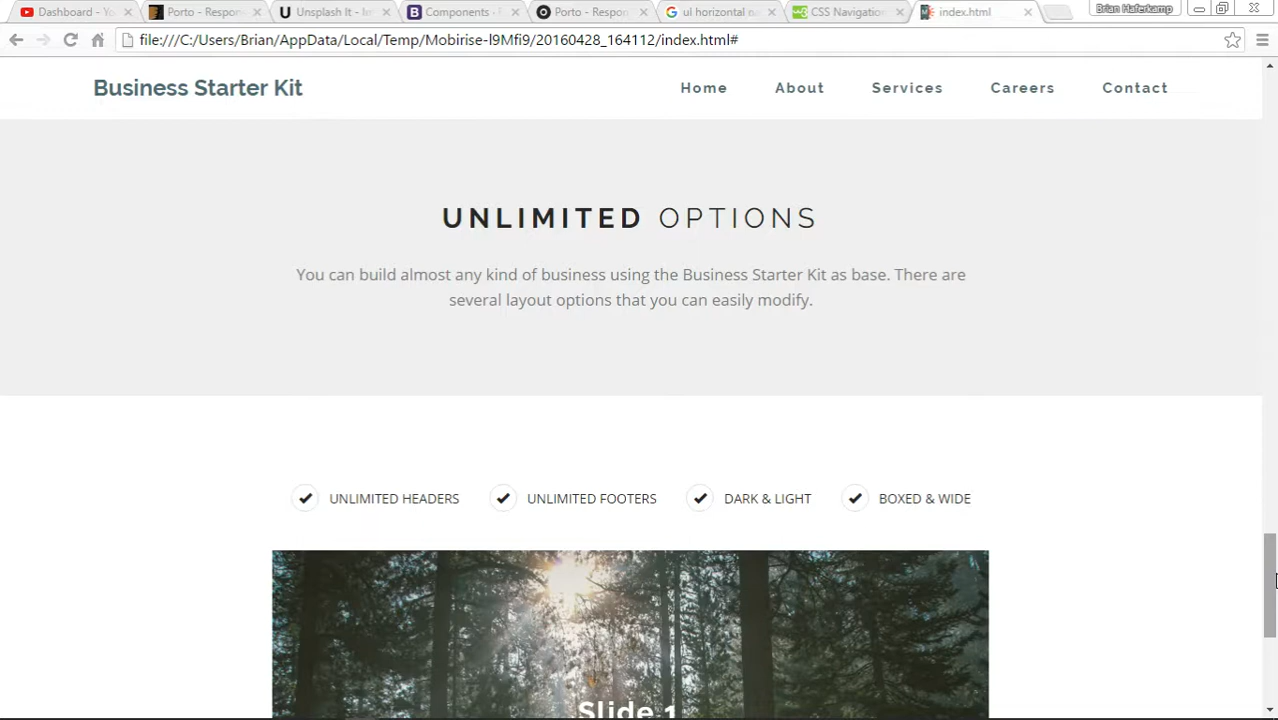 Dashboard - Yo
Porto - Respon
Unsplash It - Im
Components ·
Porto - Respon
ul horizontal na
CSS Navigation
index.html
Brian Haferkamp
file:///C:/Users/Brian/AppData/Local/Temp/Mobirise-l9Mfi9/20160428_164112/index.html#
Business Starter Kit
Home
About
Services
Careers
Contact
UNLIMITED OPTIONS
You can build almost any kind of business using the Business Starter Kit as base. There are
several layout options that you can easily modify.
UNLIMITED HEADERS
UNLIMITED FOOTERS
DARK & LIGHT
BOXED & WIDE
Slide 1